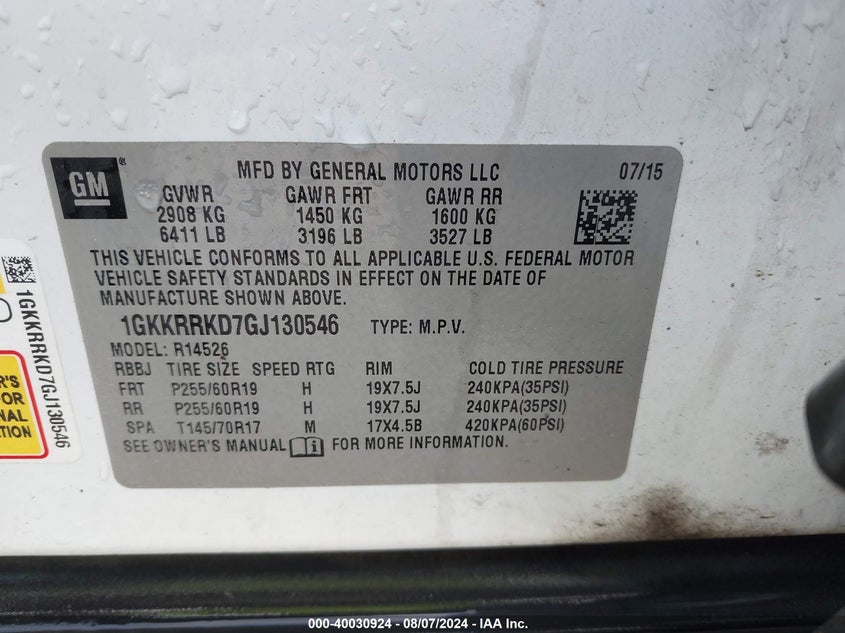 GM
MFD BY GENERAL MOTORS LLC 07/15
GVWR GAWR FRT GAWR RR
2908 KG 1450 KG 1600 KG
6411 LB 3196 LB 3527 LB
THIS VEHICLE CONFORMS TO ALL APPLICABLE U.S. FEDERAL MOTOR
VEHICLE SAFETY STANDARDS IN EFFECT ON THE DATE OF
MANUFACTURE SHOWN ABOVE.
1GKKRRKD7GJ130546 TYPE: M.P.V.
MODEL: R14526
RBBJ TIRE SIZE SPEED RTG RIM COLD TIRE PRESSURE
FRT P255/60R19 H 19X7.5J 240KPA(35PSI)
RR P255/60R19 H 19X7.5J 240KPA(35PSI)
SPA T145/70R17 M 17X4.5B 420KPA(60PSI)
SEE OWNER'S MANUAL FOR MORE INFORMATION.
1GKKRRKD7GJ130546
000-40030924 - 08/07/2024 - IAA Inc.